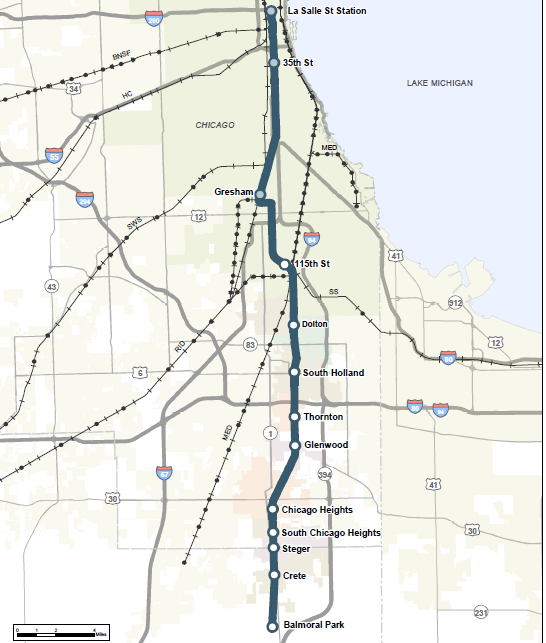 La Salle St Station
290
BNSF
35th St
34
HC
LAKE MICHIGAN
CHICAGO
55
MED
Gresham
294
12
SWS
94
41
115th St
43
SS
912
Dolton
12
RID
83
90
6
South Holland
80
94
Thornton
MED
1
Glenwood
57
394
41
30
Chicago Heights
30
South Chicago Heights
Steger
Crete
231
Balmoral Park
0 1 2 4
Miles